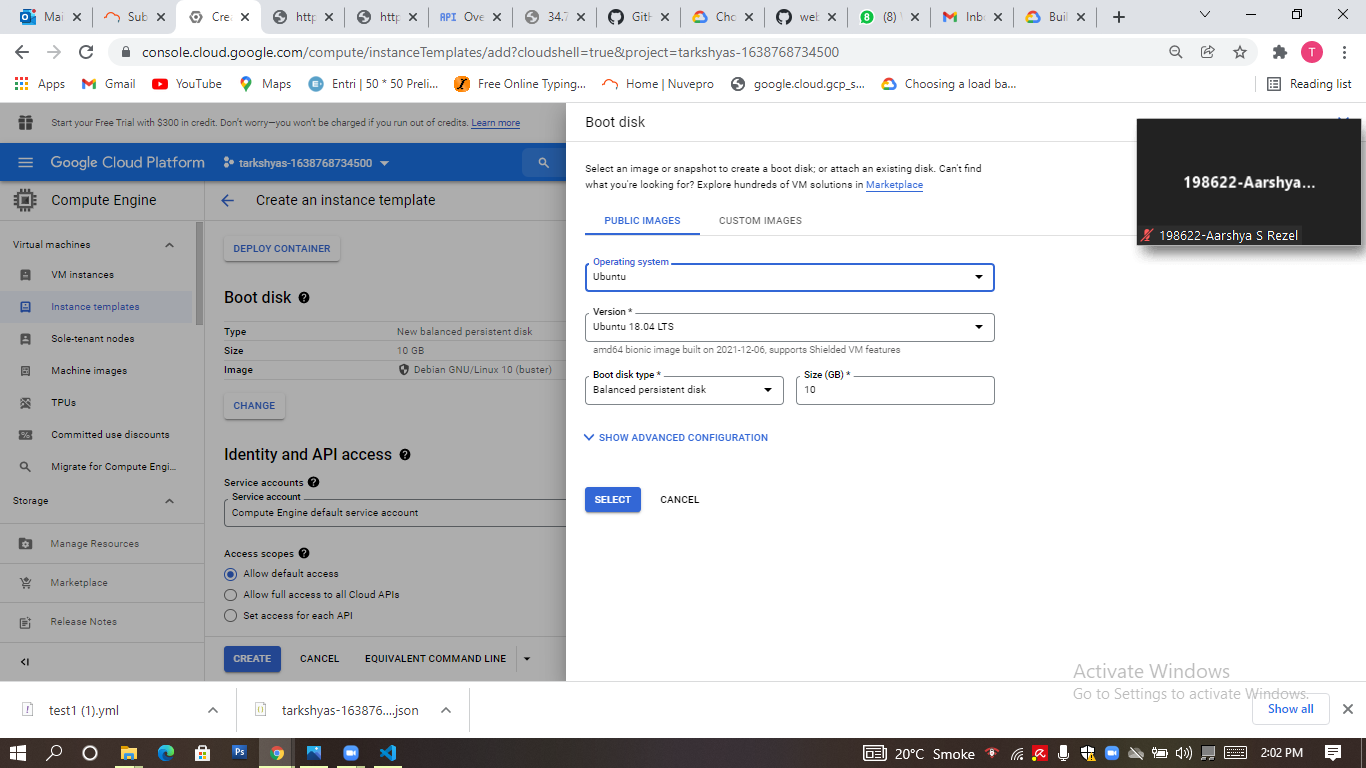 Mai
Sub
Crea
http
http
API Ove
34.7
Gith
Cho
web
(8) W
Inbo
Buil
console.cloud.google.com/compute/instanceTemplates/add?cloudshell=true&project=tarkshyas-1638768734500
T
Apps
Gmail
YouTube
Maps
Entri | 50 * 50 Preli...
Free Online Typing...
Home | Nuvepro
google.cloud.gcp_s...
Choosing a load ba...
Reading list
Start your Free Trial with $300 in credit. Don't worry—you won't be charged if you run out of credits. Learn more
Google Cloud Platform
tarkshyas-1638768734500
Compute Engine
Virtual machines
VM instances
Instance templates
Sole-tenant nodes
Machine images
TPUs
Committed use discounts
Migrate for Compute Engi...
Storage
Manage Resources
Marketplace
Release Notes
Create an instance template
DEPLOY CONTAINER
Boot disk
Type New balanced persistent disk
Size 10 GB
Image Debian GNU/Linux 10 (buster)
CHANGE
Identity and API access
Service accounts
Service account
Compute Engine default service account
Access scopes
Allow default access
Allow full access to all Cloud APIs
Set access for each API
CREATE CANCEL EQUIVALENT COMMAND LINE
Boot disk
Select an image or snapshot to create a boot disk; or attach an existing disk. Can't find
what you're looking for? Explore hundreds of VM solutions in Marketplace
PUBLIC IMAGES CUSTOM IMAGES
Operating system
Ubuntu
Version *
Ubuntu 18.04 LTS
amd64 bionic image built on 2021-12-06, supports Shielded VM features
Boot disk type *
Balanced persistent disk
Size (GB) *
10
SHOW ADVANCED CONFIGURATION
SELECT CANCEL
198622-Aarshya...
198622-Aarshya S Rezel
Activate Windows
Go to Settings to activate Windows.
test1 (1).yml
tarkshyas-163876....json
Show all
Ps
20°C Smoke
2:02 PM